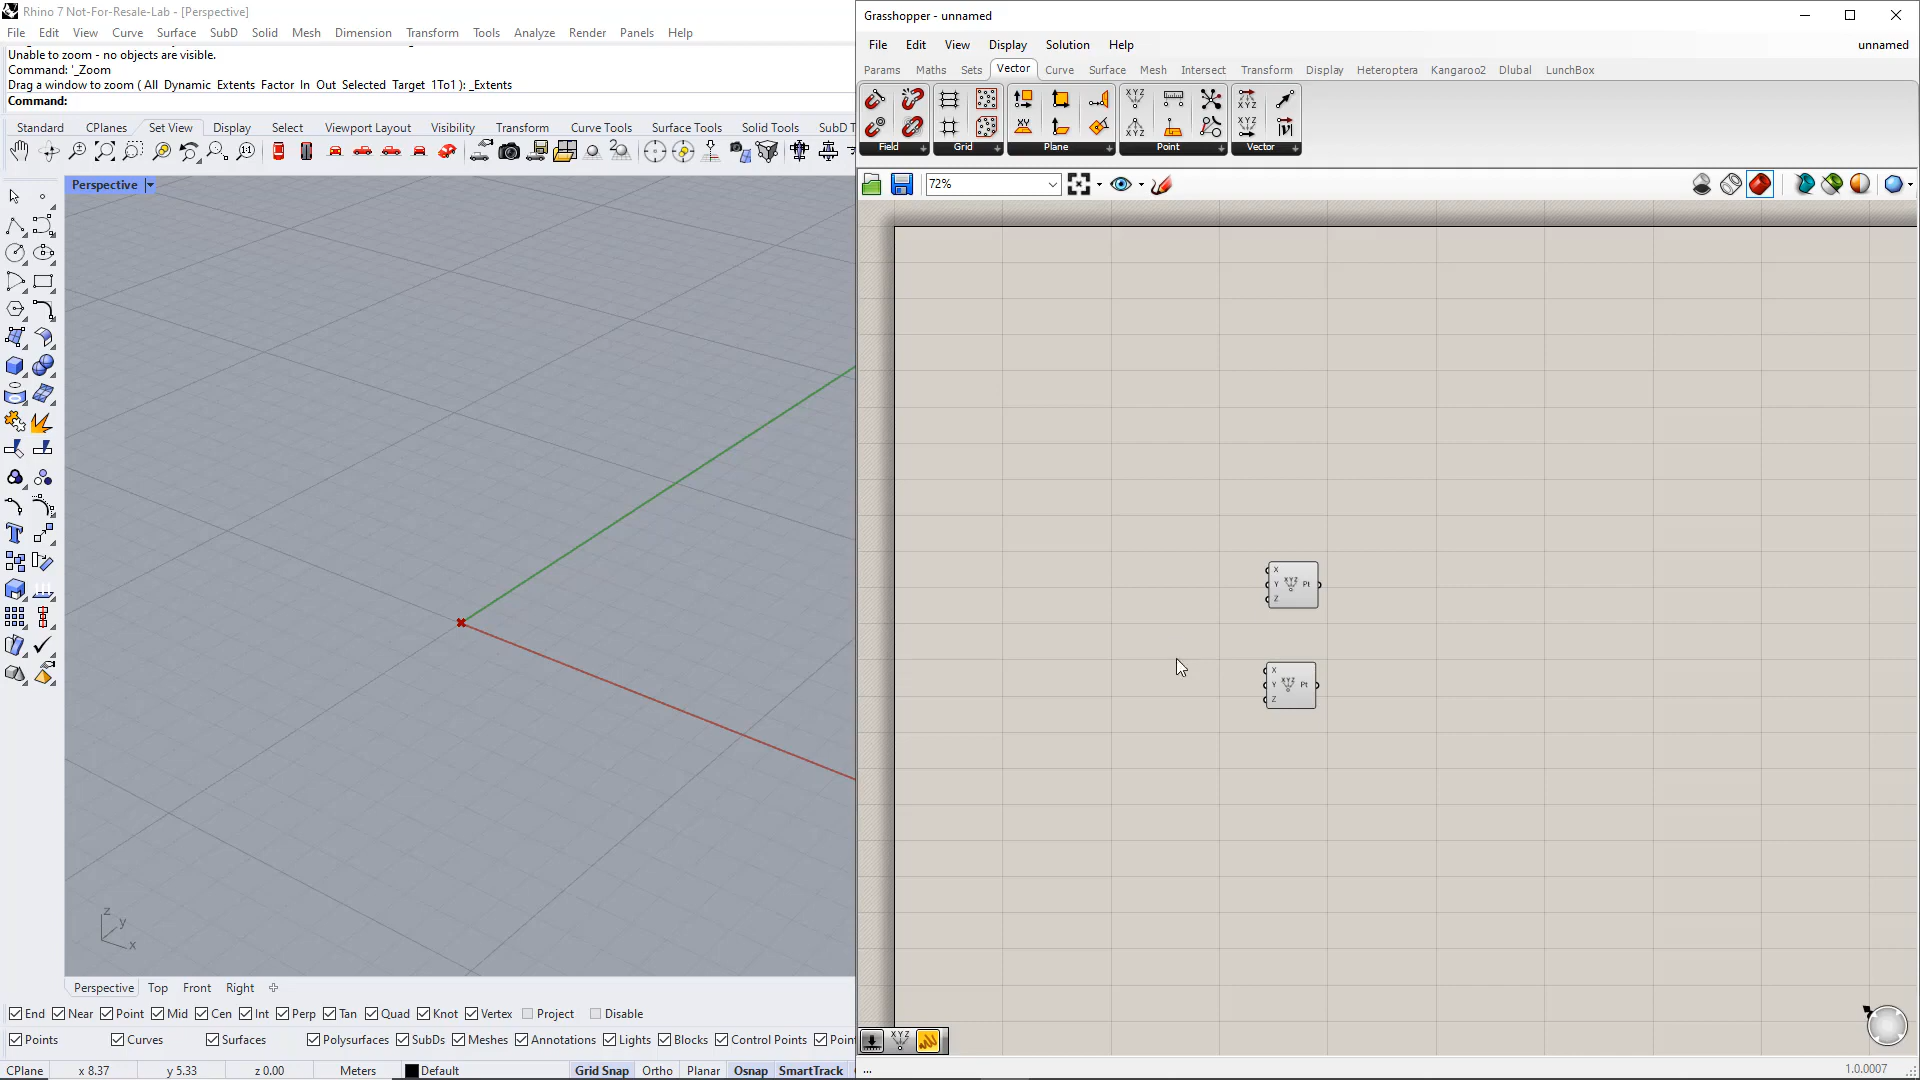 Rhino 7 Not-For-Resale-Lab - [Perspective]
File Edit View Curve Surface SubD Solid Mesh Dimension Transform Tools Analyze Render Panels Help
Unable to zoom - no objects are visible.
Command: '_Zoom
Drag a window to zoom ( All Dynamic Extents Factor In Out Selected Target 1To1 ): _Extents
Command:
Standard CPlanes Set View Display Select Viewport Layout Visibility Transform Curve Tools Surface Tools Solid Tools SubD T
Perspective
z
y
x
Perspective Top Front Right
End Near Point Mid Cen Int Perp Tan Quad Knot Vertex Project Disable
Points Curves Surfaces Polysurfaces SubDs Meshes Annotations Lights Blocks Control Points Poin
CPlane x 8.37 y 5.33 z 0.00 Meters Default Grid Snap Ortho Planar Osnap SmartTrack
Grasshopper - unnamed
File Edit View Display Solution Help unnamed
Params Maths Sets Vector Curve Surface Mesh Intersect Transform Display Heteroptera Kangaroo2 Dlubal LunchBox
Field Grid Plane Point Vector
72%
X
Y XYZ Pt
Z
X
Y XYZ Pt
Z
XYZ
... 1.0.0007